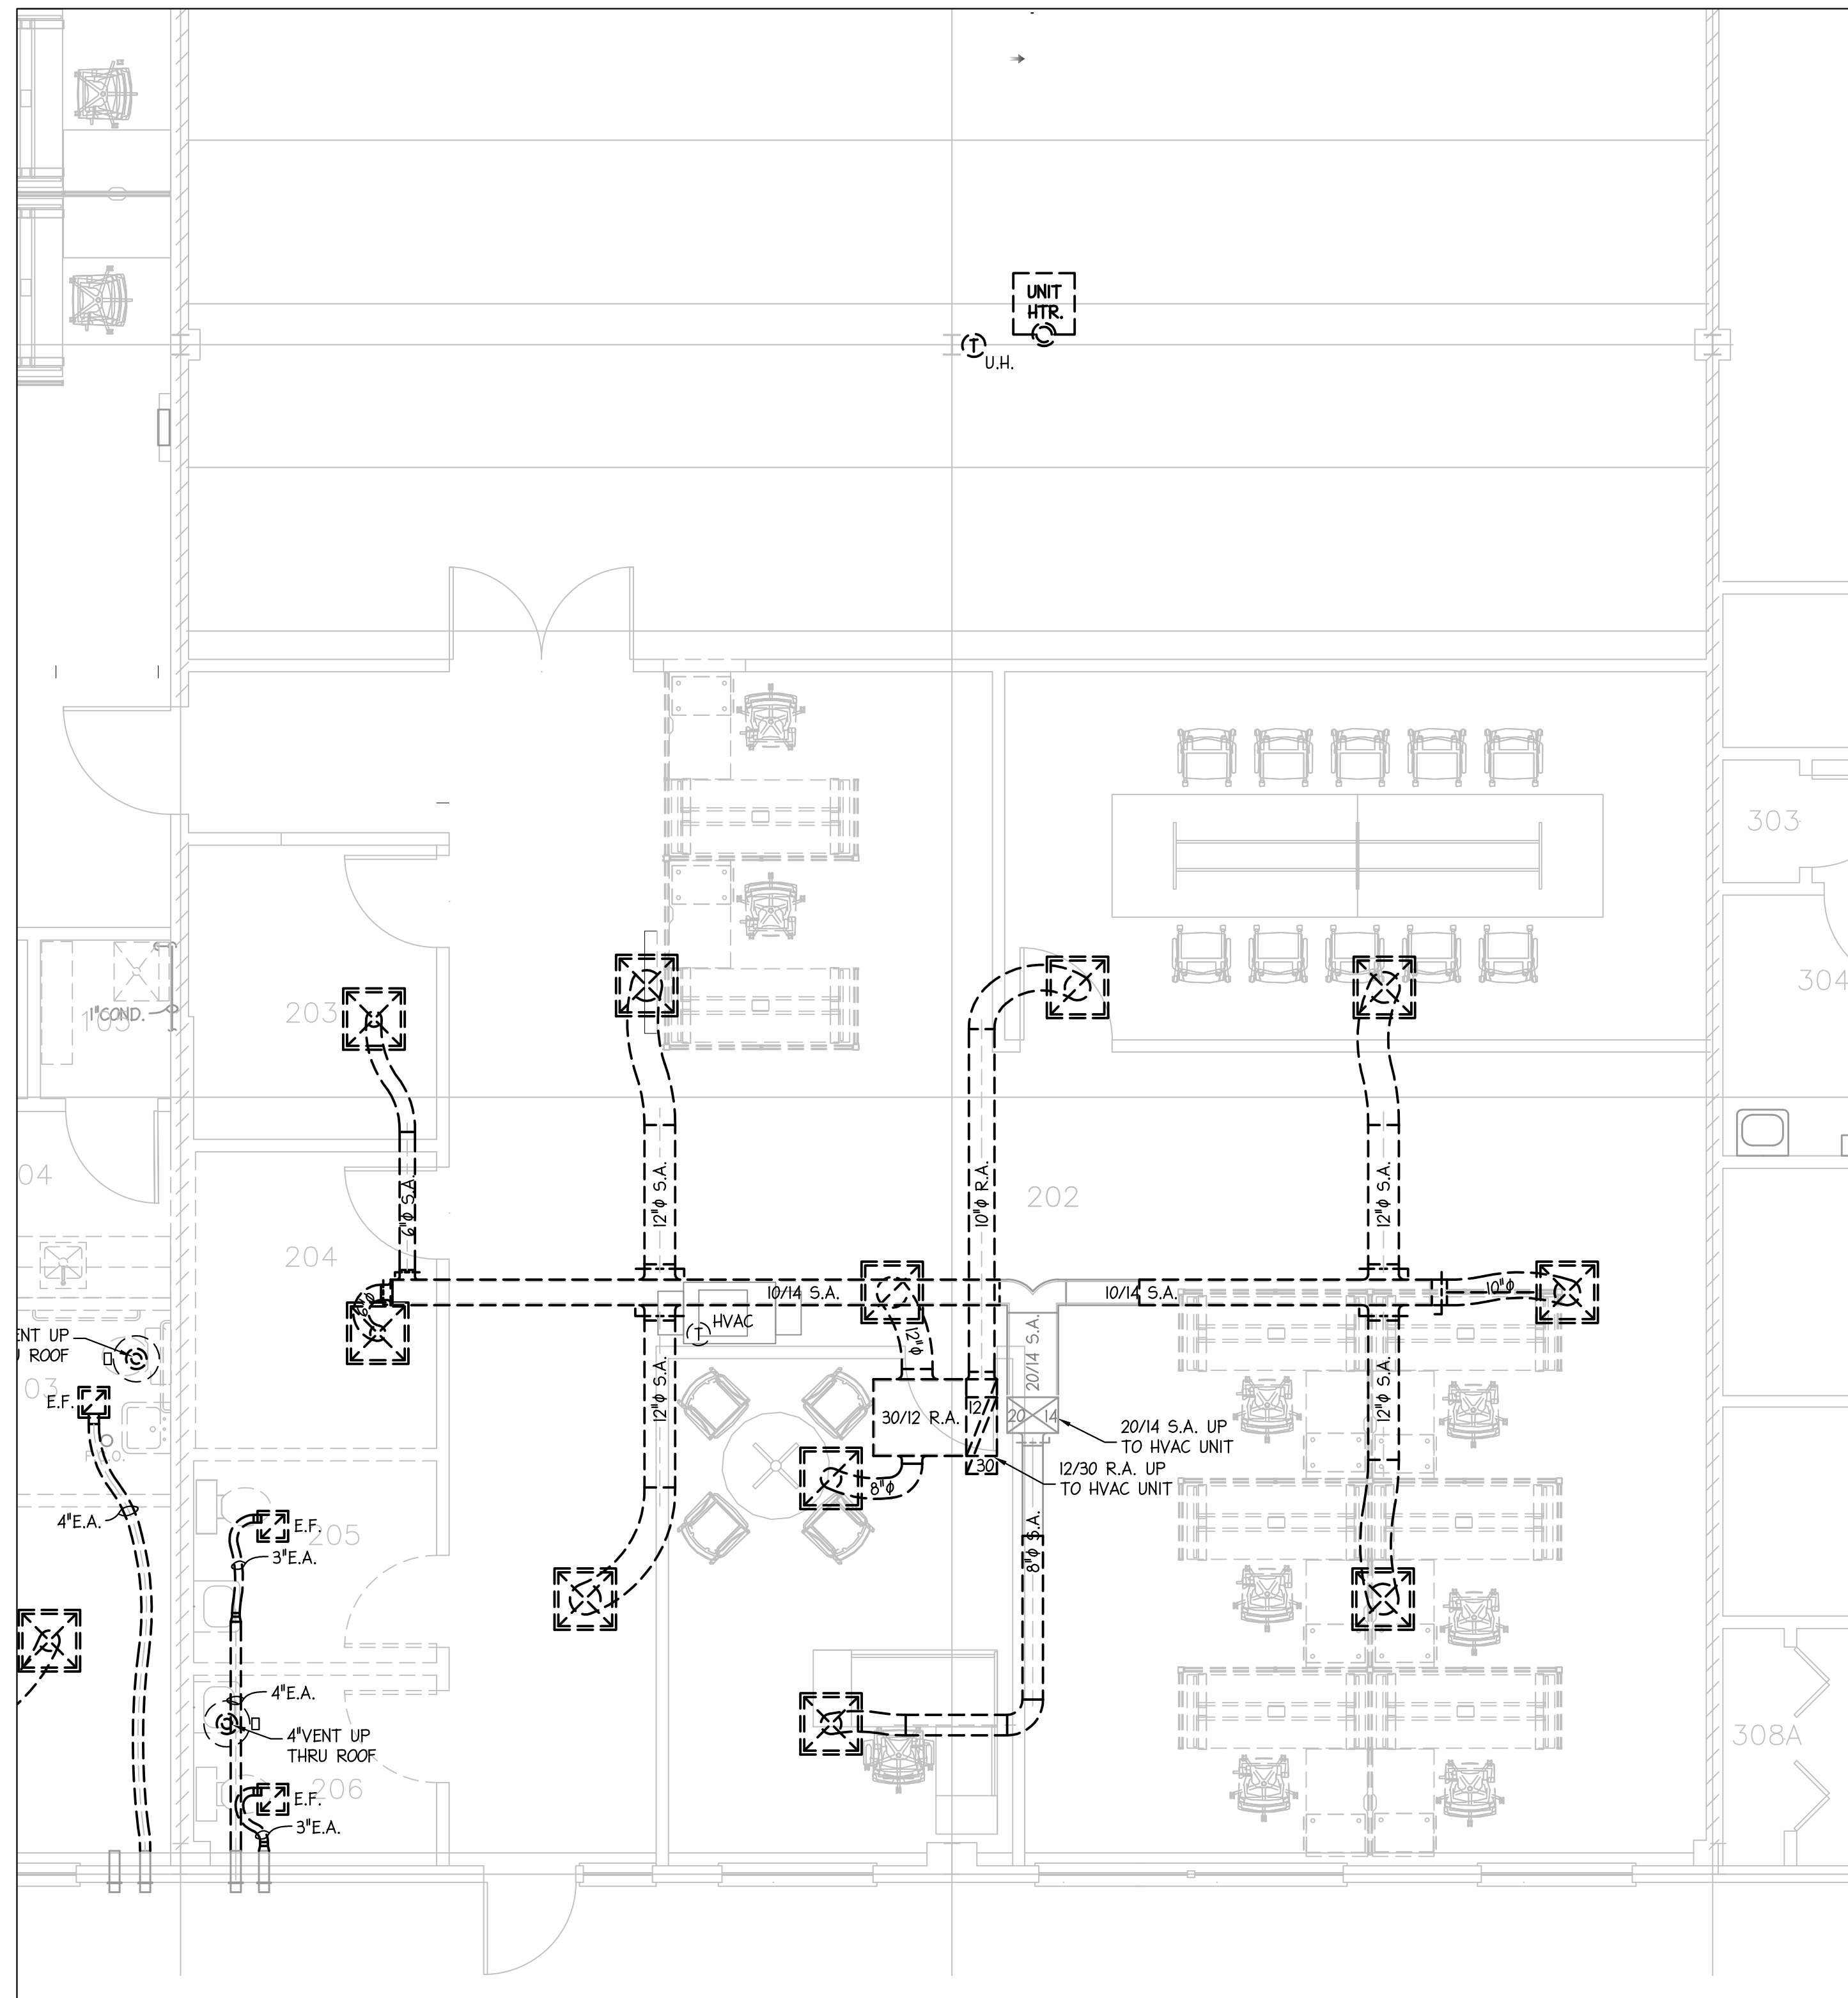 UNIT
HTR.
T
U.H.
303
304
203
1"COND.
103
6"ϕ S.A.
12"ϕ S.A.
10"ϕ R.A.
202
12"ϕ S.A.
04
204
6"ϕ
10/14 S.A.
10/14 S.A.
10"ϕ
T
HVAC
12"ϕ
20/14 S.A.
ENT UP
ROOF
03
E.F.
12"ϕ S.A.
30/12 R.A.
12
30
20
14
20/14 S.A. UP
TO HVAC UNIT
12/30 R.A. UP
TO HVAC UNIT
12"ϕ S.A.
8"ϕ
4"E.A.
E.F.
205
3"E.A.
8"ϕ S.A.
4"E.A.
4"VENT UP
THRU ROOF
308A
E.F.
206
3"E.A.